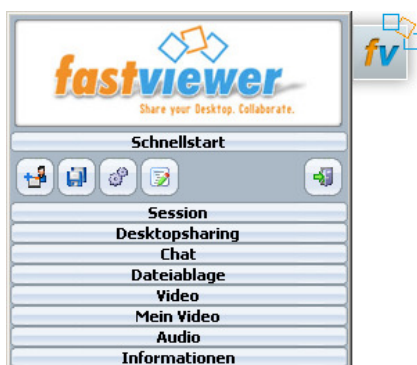 fastviewer
Share your Desktop. Collaborate.
fv
Schnellstart
Session
Desktopsharing
Chat
Dateiablage
Video
Mein Video
Audio
Informationen